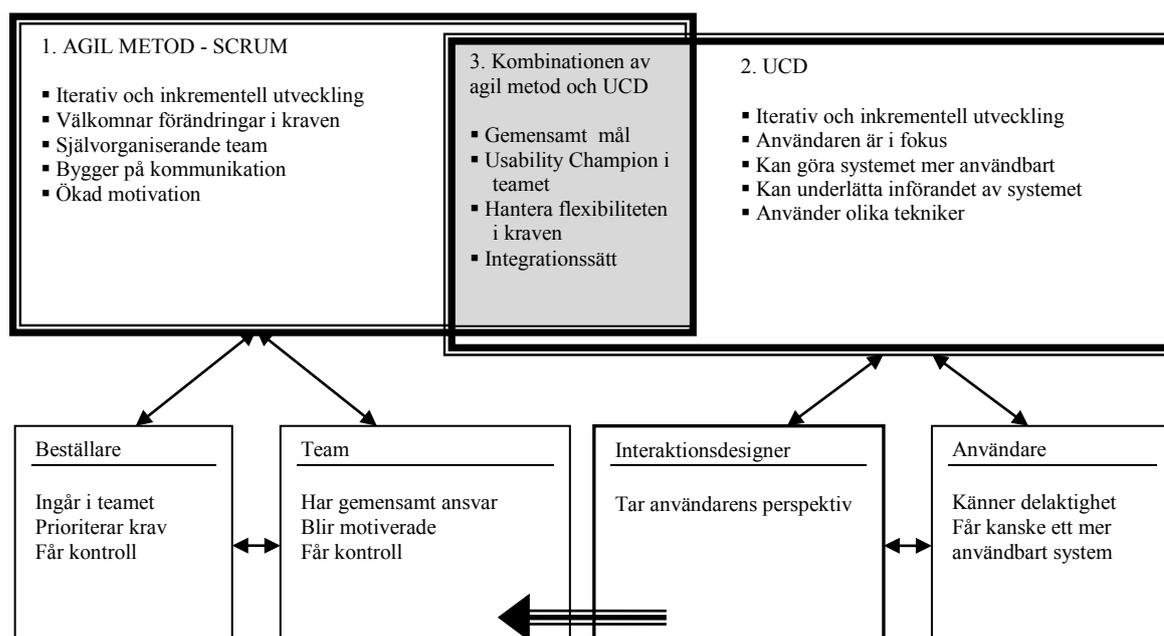 1. AGIL METOD - SCRUM
▪ Iterativ och inkrementell utveckling
▪ Välkomnar förändringar i kraven
▪ Självorganiserande team
▪ Bygger på kommunikation
▪ Ökad motivation
3. Kombinationen av
agil metod och UCD
▪ Gemensamt mål
▪ Usability Champion i
teamet
▪ Hantera flexibiliteten
i kraven
▪ Integrationssätt
2. UCD
▪ Iterativ och inkrementell utveckling
▪ Användaren är i fokus
▪ Kan göra systemet mer användbart
▪ Kan underlätta införandet av systemet
▪ Använder olika tekniker
Beställare
Ingår i teamet
Prioriterar krav
Får kontroll
Team
Har gemensamt ansvar
Blir motiverade
Får kontroll
Interaktionsdesigner
Tar användarens perspektiv
Användare
Känner delaktighet
Får kanske ett mer
användbart system